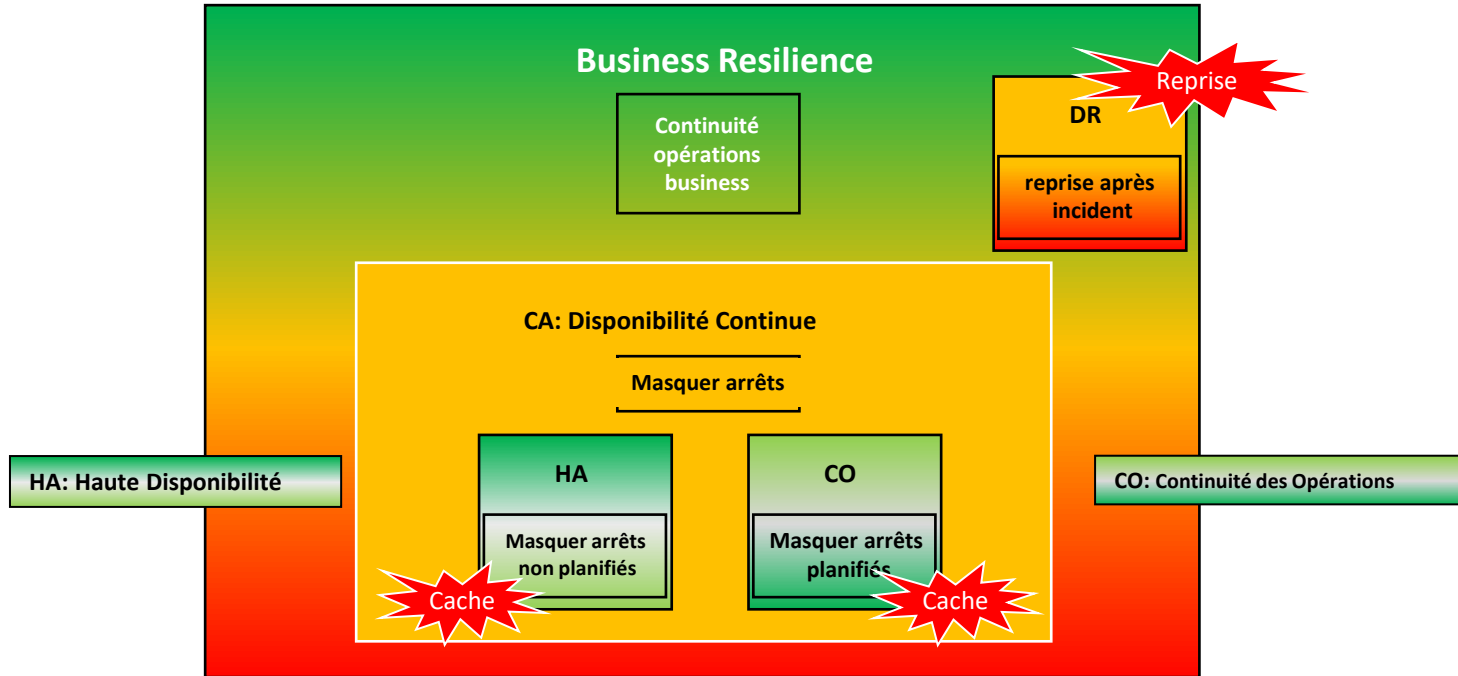 Business Resilience
Reprise
Continuité
opérations
business
DR
reprise après
incident
CA: Disponibilité Continue
Masquer arrêts
HA: Haute Disponibilité
HA
Masquer arrêts
non planifiés
Cache
CO
Masquer arrêts
planifiés
Cache
CO: Continuité des Opérations